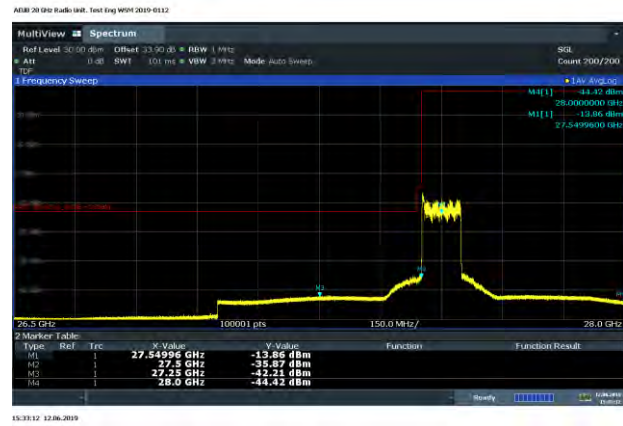 AQJB 20 GHz Radio Unit. Test Eng WSM 2019-0112
MultiView Spectrum
Ref Level 30.00 dBm Offset 33.90 dB RBW 1 MHz SGL
Att 0 dB SWT 101 ms VBW 3 MHz Mode Auto Sweep Count 200/200
TDF
1 Frequency Sweep 1AV AvgLog
M4[1] -44.42 dBm
28.0000000 GHz
M1[1] -13.86 dBm
27.5499600 GHz
M3
26.5 GHz 100001 pts 150.0 MHz/ 28.0 GHz
2 Marker Table
Type Ref Trc X-Value Y-Value Function Function Result
M1 1 27.54996 GHz -13.86 dBm
M2 1 27.5 GHz -35.87 dBm
M3 1 27.25 GHz -42.21 dBm
M4 1 28.0 GHz -44.42 dBm
Ready
15:33:12 12.06.2019